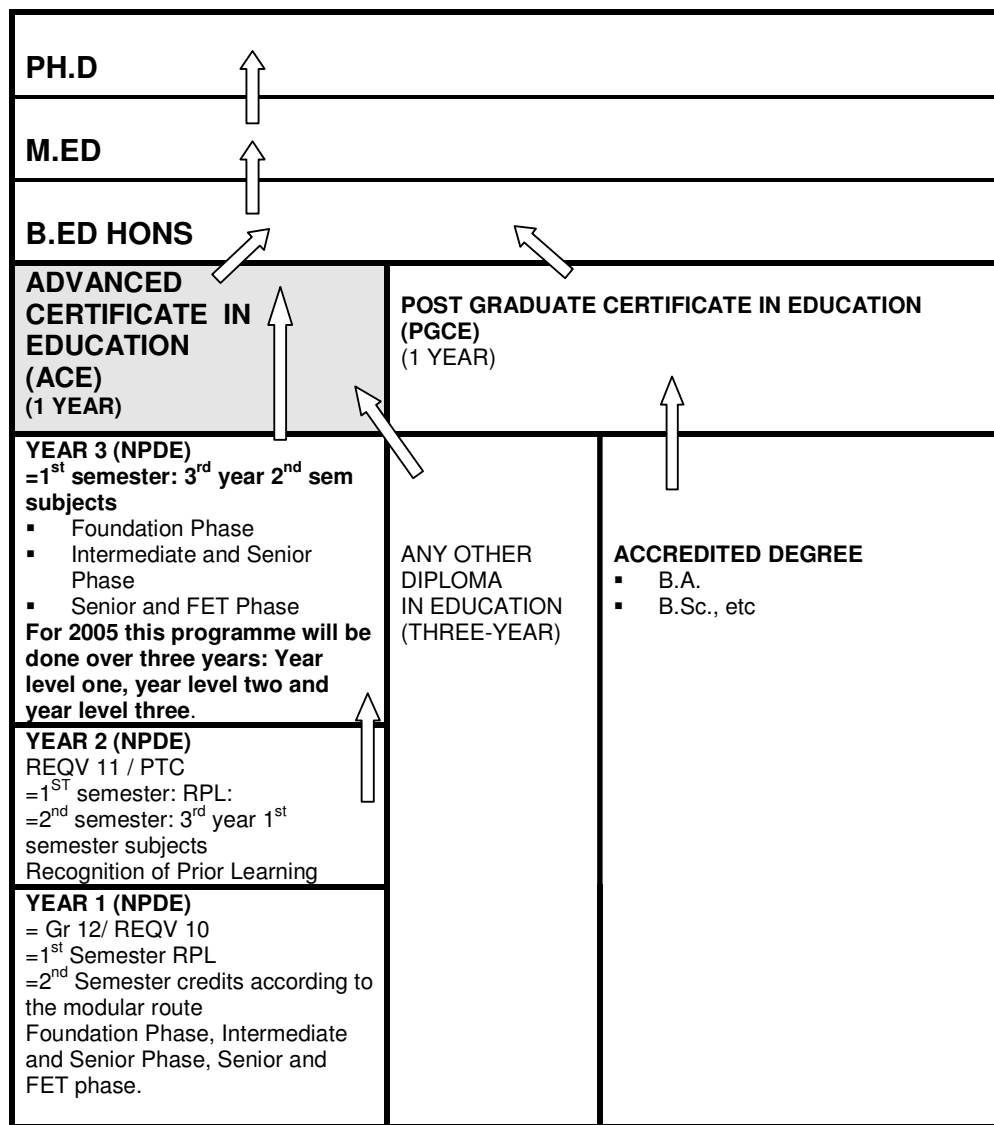 PH.D
M.ED
B.ED HONS
ADVANCED
CERTIFICATE IN
EDUCATION
(ACE)
(1 YEAR)
POST GRADUATE CERTIFICATE IN EDUCATION
(PGCE)
(1 YEAR)
YEAR 3 (NPDE)
=1st semester: 3rd year 2nd sem
subjects
▪ Foundation Phase
▪ Intermediate and Senior
Phase
▪ Senior and FET Phase
For 2005 this programme will be
done over three years: Year
level one, year level two and
year level three.
ANY OTHER
DIPLOMA
IN EDUCATION
(THREE-YEAR)
ACCREDITED DEGREE
▪ B.A.
▪ B.Sc., etc
YEAR 2 (NPDE)
REQV 11 / PTC
=1ST semester: RPL:
=2nd semester: 3rd year 1st
semester subjects
Recognition of Prior Learning
YEAR 1 (NPDE)
= Gr 12/ REQV 10
=1st Semester RPL
=2nd Semester credits according to
the modular route
Foundation Phase, Intermediate
and Senior Phase, Senior and
FET phase.